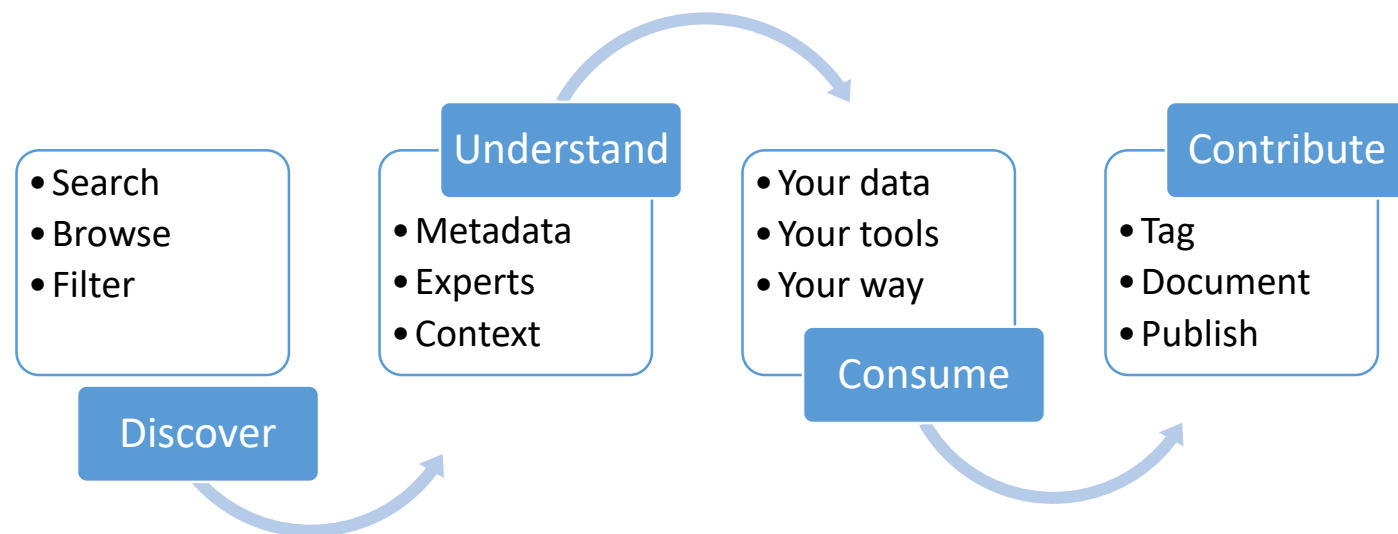 • Search
• Browse
• Filter
Discover
Understand
• Metadata
• Experts
• Context
• Your data
• Your tools
• Your way
Consume
Contribute
• Tag
• Document
• Publish